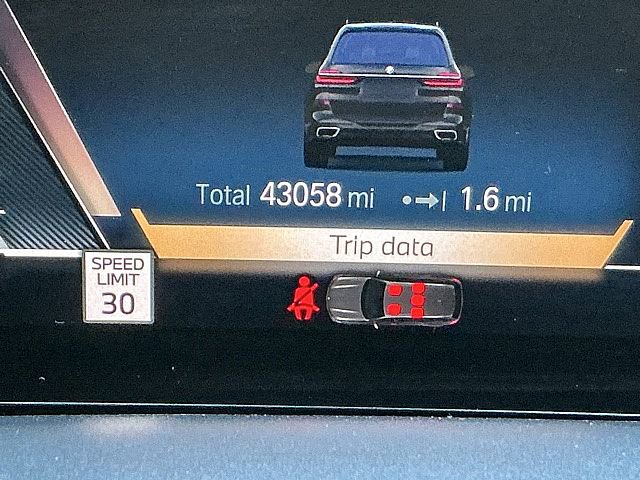 Total 43058 mi 1.6 mi
Trip data
SPEED
LIMIT
30